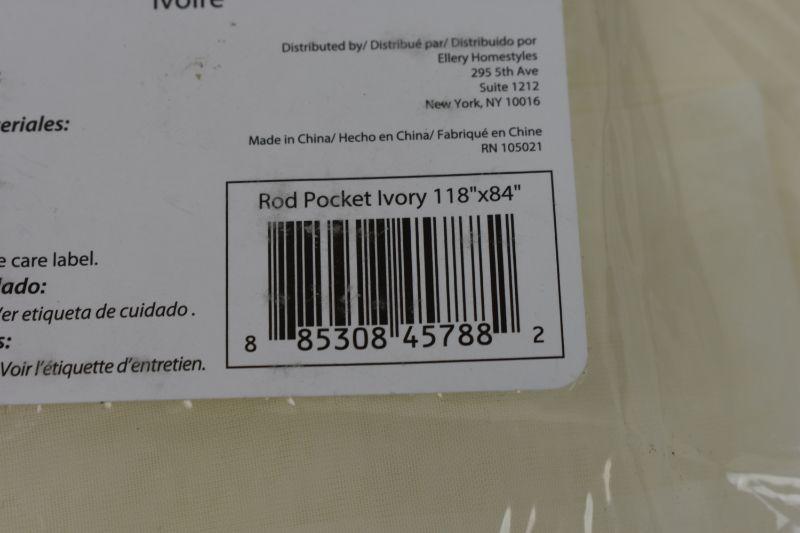 Ivoire
Distributed by/ Distribué par/ Distribuido por
Ellery Homestyles
295 5th Ave
Suite 1212
New York, NY 10016
eriales:
Made in China/ Hecho en China/ Fabriqué en Chine
RN 105021
Rod Pocket Ivory 118"x84"
8 85308 45788 2
e care label.
dado:
er etiqueta de cuidado .
s:
Voir l'étiquette d'entretien.